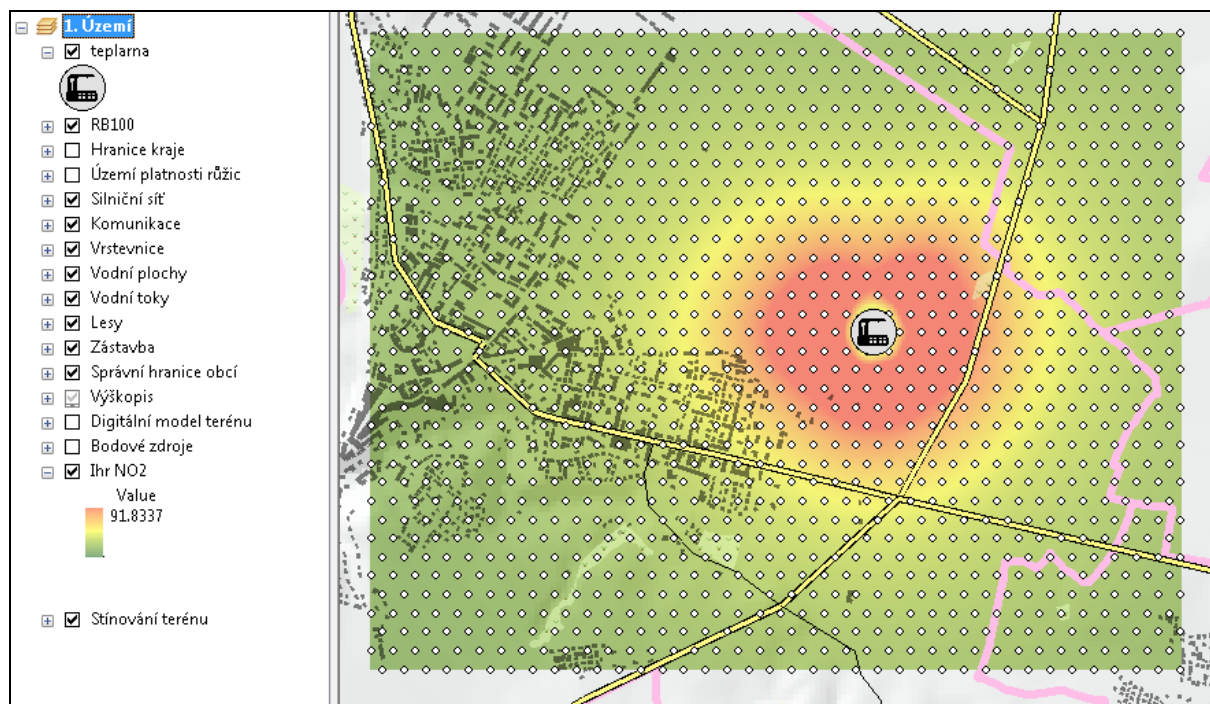 1. Území
teplarna
RB100
Hranice kraje
Území platnosti růžic
Silniční síť
Komunikace
Vrstevnice
Vodní plochy
Vodní toky
Lesy
Zástavba
Správní hranice obcí
Výškopis
Digitální model terénu
Bodové zdroje
Ihr NO2
Value
91.8337
Stínování terénu